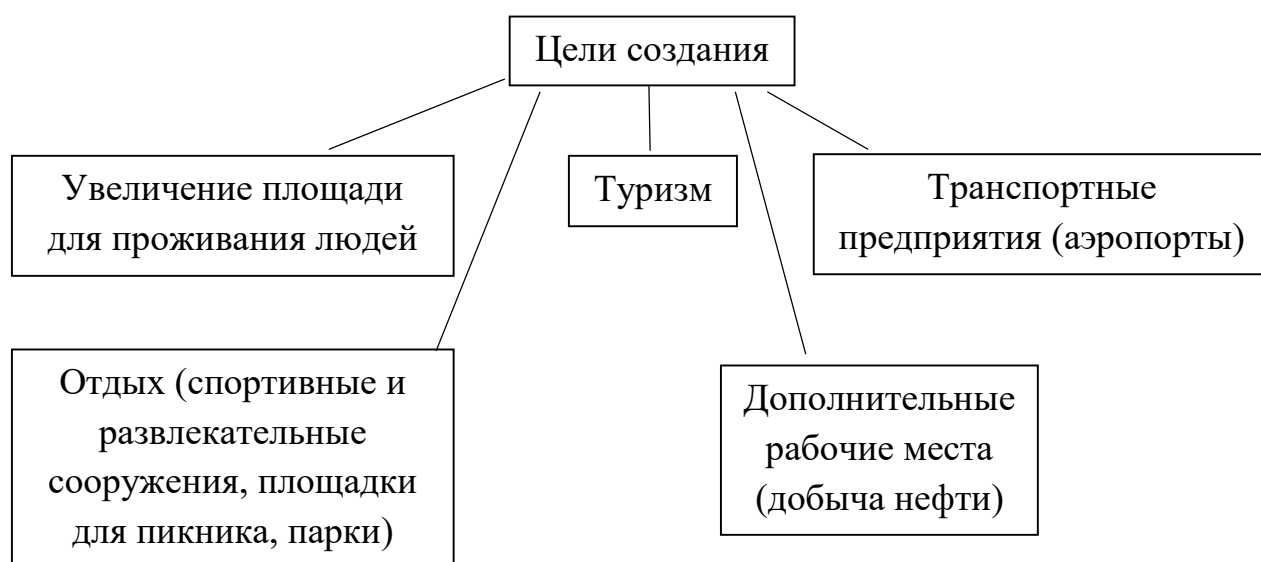 Цели создания
Увеличение площади
для проживания людей
Туризм
Транспортные
предприятия (аэропорты)
Отдых (спортивные и
развлекательные
сооружения, площадки
для пикника, парки)
Дополнительные
рабочие места
(добыча нефти)